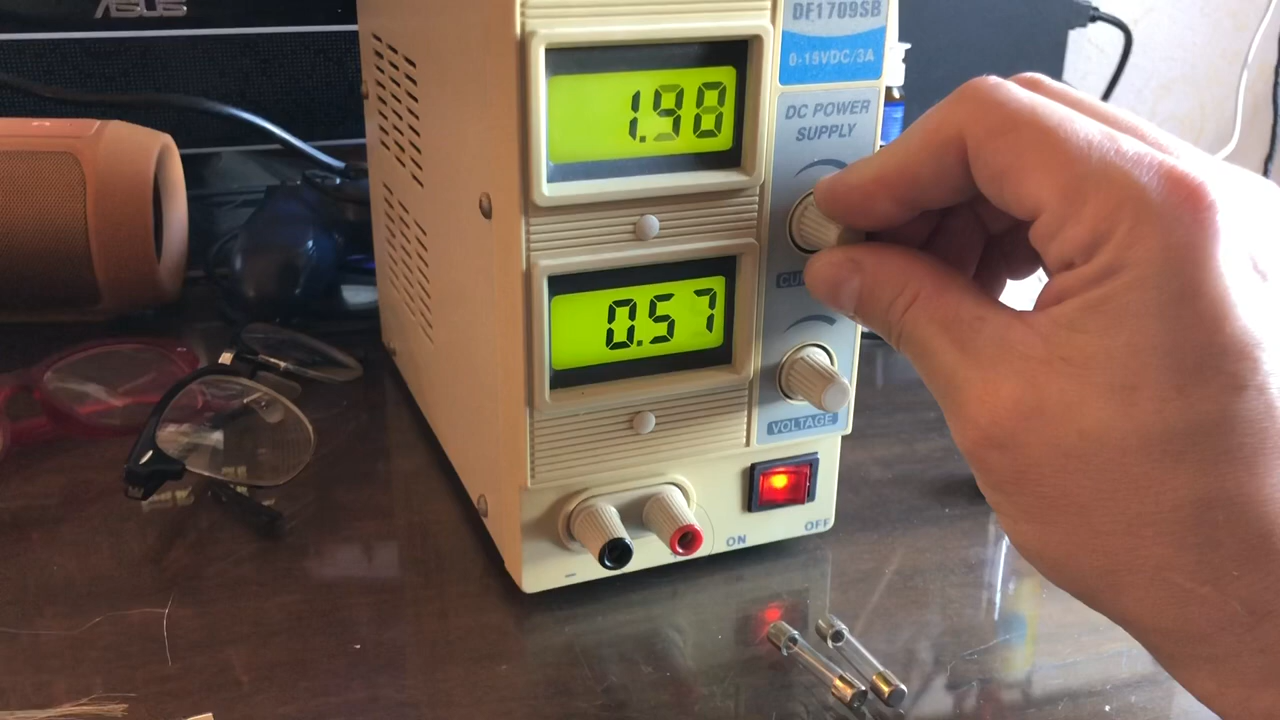 ASUS
DF1709SB
0-15VDC/3A
1.98
DC POWER
SUPPLY
0.57
VOLTAGE
ON
OFF